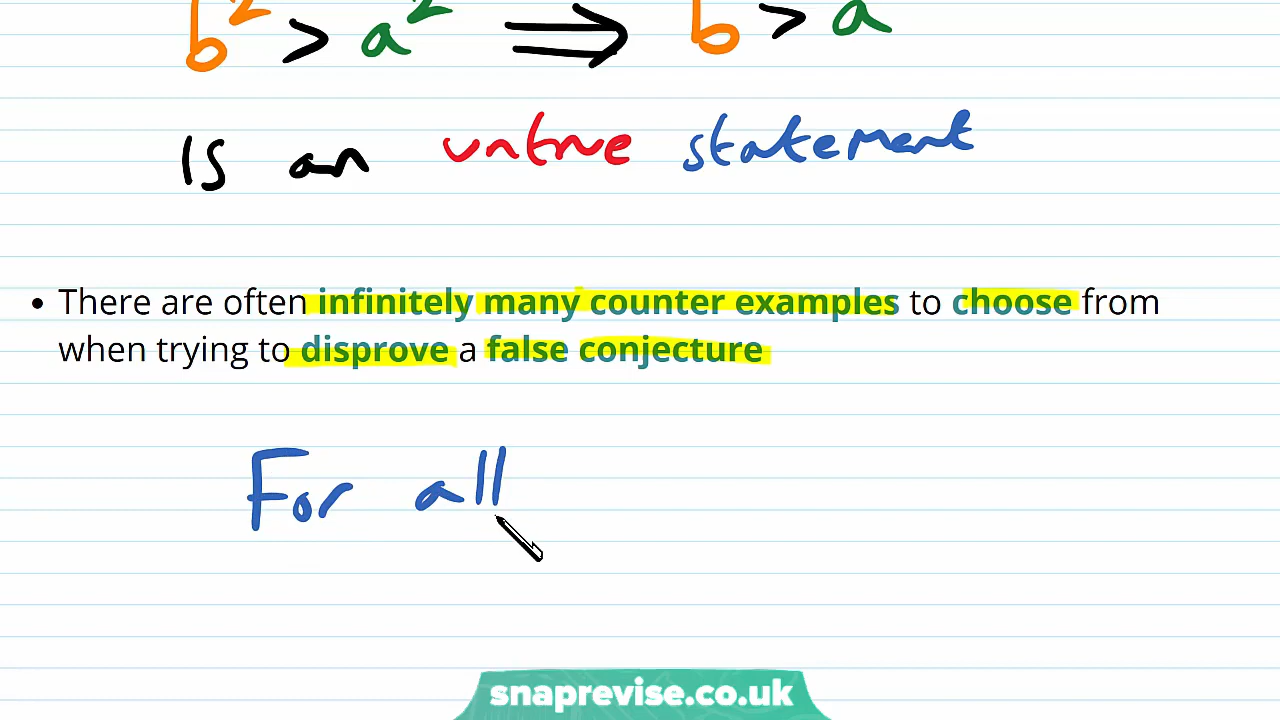 b² > a² ⟹ b > a
Is an untrue statement
• There are often infinitely many counter examples to choose from
when trying to disprove a false conjecture
For all
snaprevise.co.uk